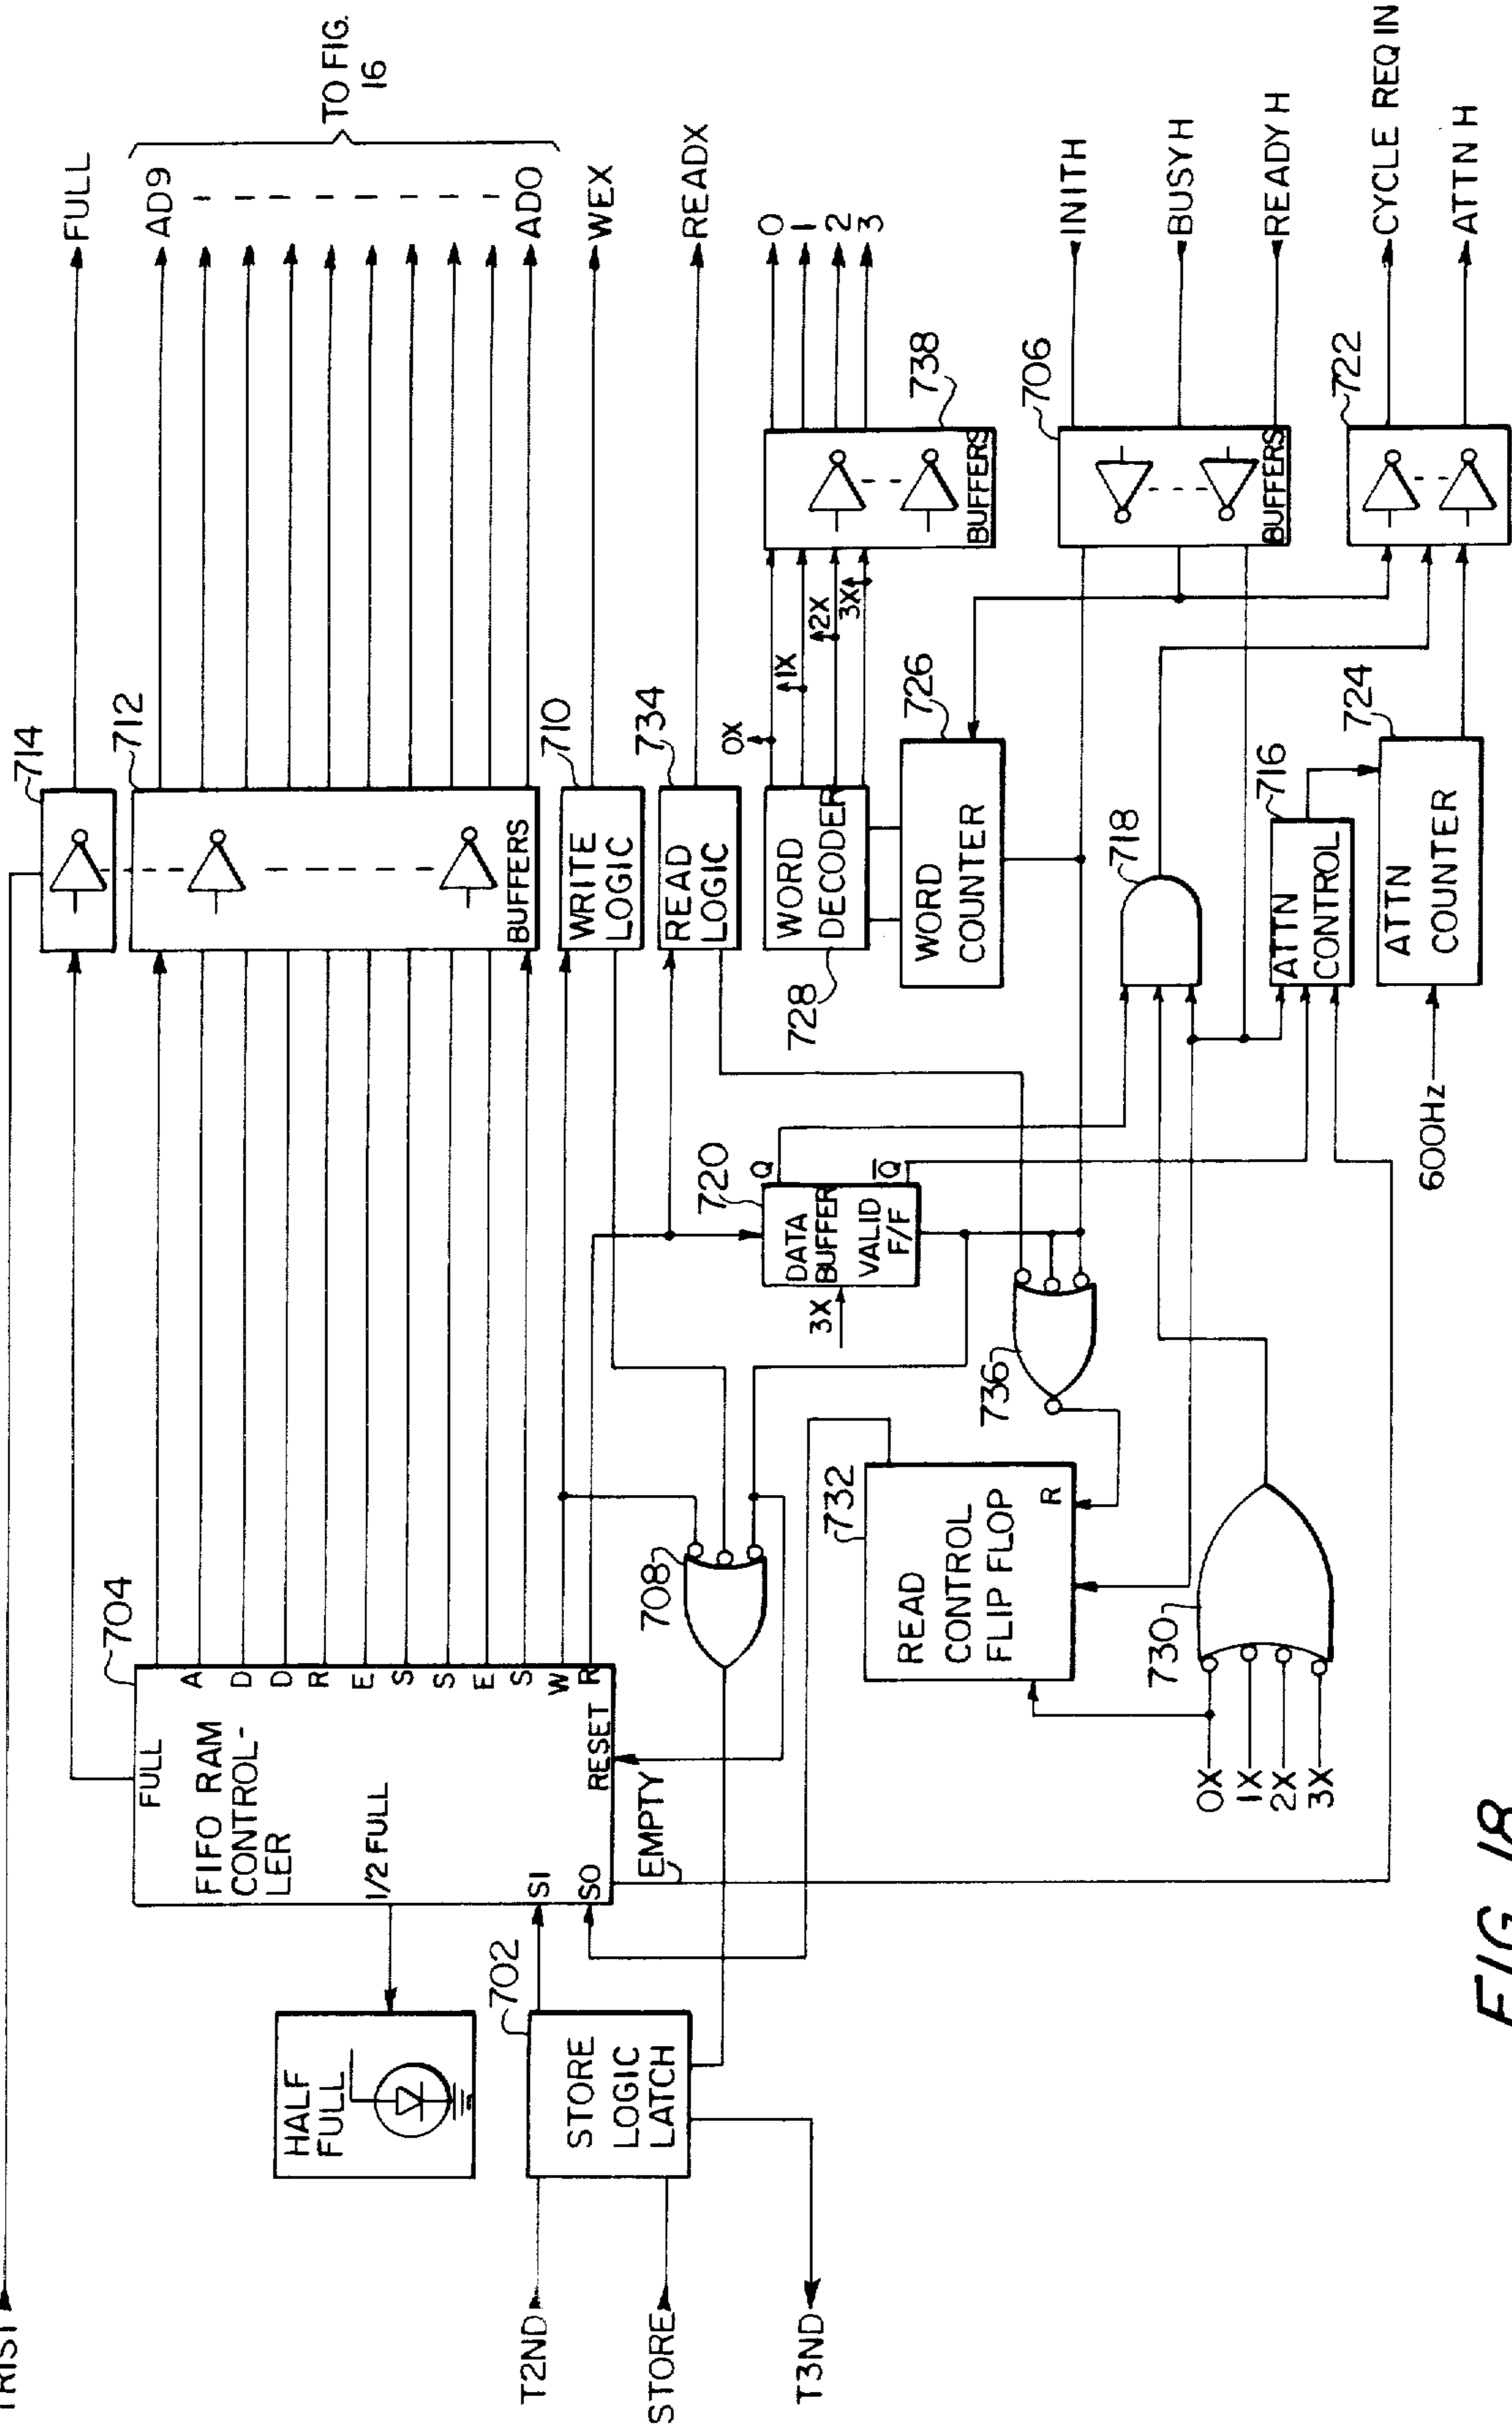 TRIST
TO FIG.
16
FULL
AD9
AD0
WEX
READX
0
1
2
3
INITH
BUSY H
READY H
CYCLE REQ IN
ATTN H
714
712
BUFFERS
710
WRITE
LOGIC
734
READ
LOGIC
0X
1X
2X
3X
738
BUFFERS
WORD
DECODER
728
726
WORD
COUNTER
706
BUFFERS
722
718
716
ATTN
CONTROL
724
ATTN
COUNTER
600Hz
720
DATA
BUFFER
VALID
F/F
Q
Q̅
3X
736
704
FULL
FIFO RAM
CONTROL-
LER
1/2 FULL
SI
SO
A
D
D
R
E
S
S
E
S
W
R
RESET
EMPTY
708
732
READ
CONTROL
FLIP FLOP
R
730
0X
1X
2X
3X
HALF
FULL
702
STORE
LOGIC
LATCH
T2ND
STORE
T3ND
FIG. 18